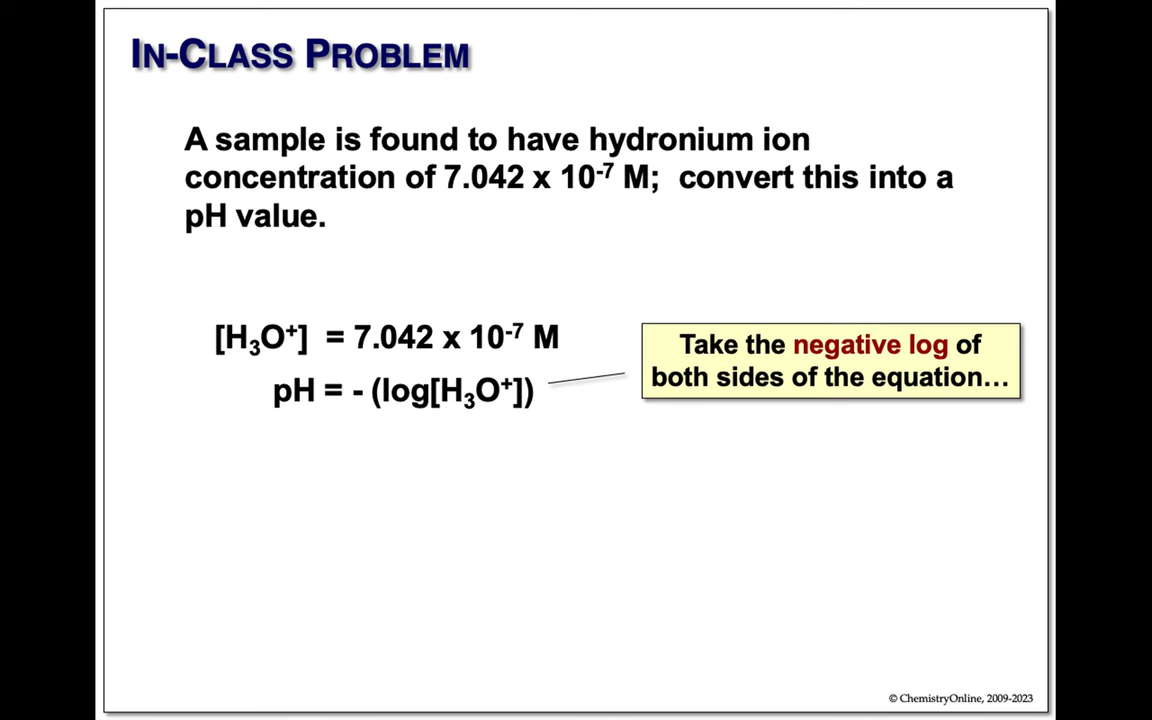 IN-CLASS PROBLEM
A sample is found to have hydronium ion
concentration of 7.042 x 10⁻⁷ M;  convert this into a
pH value.
[H₃O⁺]  = 7.042 x 10⁻⁷ M
pH = - (log[H₃O⁺])
Take the negative log of
both sides of the equation…
© ChemistryOnline, 2009-2023